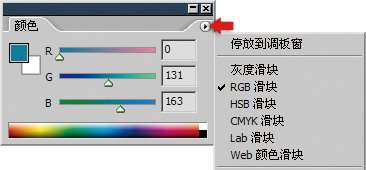 颜色
R 0
G 131
B 163
停放到调板窗
灰度滑块
✓ RGB 滑块
HSB 滑块
CMYK 滑块
Lab 滑块
Web 颜色滑块